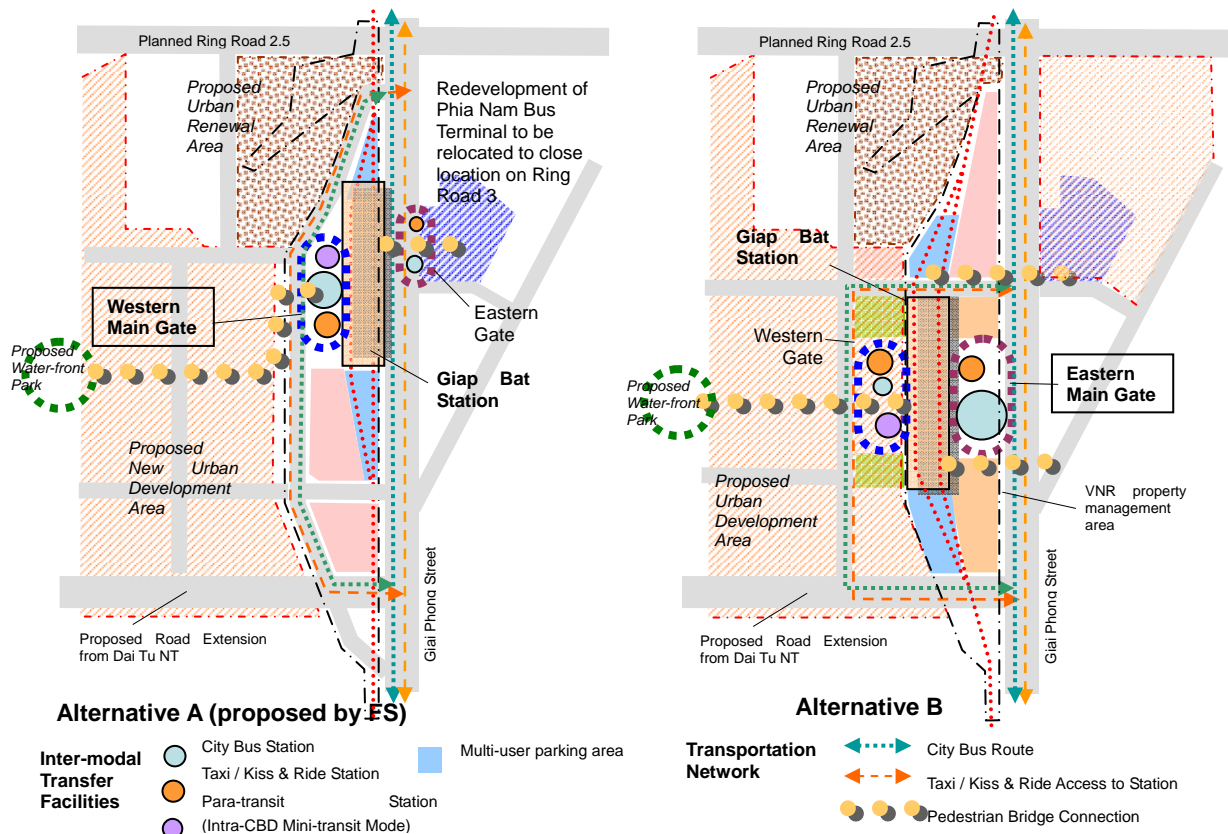 Planned Ring Road 2.5
Proposed
Urban
Renewal
Area
Redevelopment of
Phia Nam Bus
Terminal to be
relocated to close
location on Ring
Road 3
Western
Main Gate
Eastern
Gate
Proposed
Water-front
Park
Giap Bat
Station
Proposed
New Urban
Development
Area
Giai Phong Street
Proposed Road Extension
from Dai Tu NT
Alternative A (proposed by FS)
Planned Ring Road 2.5
Proposed
Urban
Renewal
Area
Giap Bat
Station
Western
Gate
Eastern
Main Gate
Proposed
Water-front
Park
Proposed
Urban
Development
Area
VNR property
management
area
Giai Phong Street
Proposed Road Extension
from Dai Tu NT
Alternative B
Inter-modal
Transfer
Facilities
City Bus Station
Taxi / Kiss & Ride Station
Para-transit Station
(Intra-CBD Mini-transit Mode)
Multi-user parking area
Transportation
Network
City Bus Route
Taxi / Kiss & Ride Access to Station
Pedestrian Bridge Connection